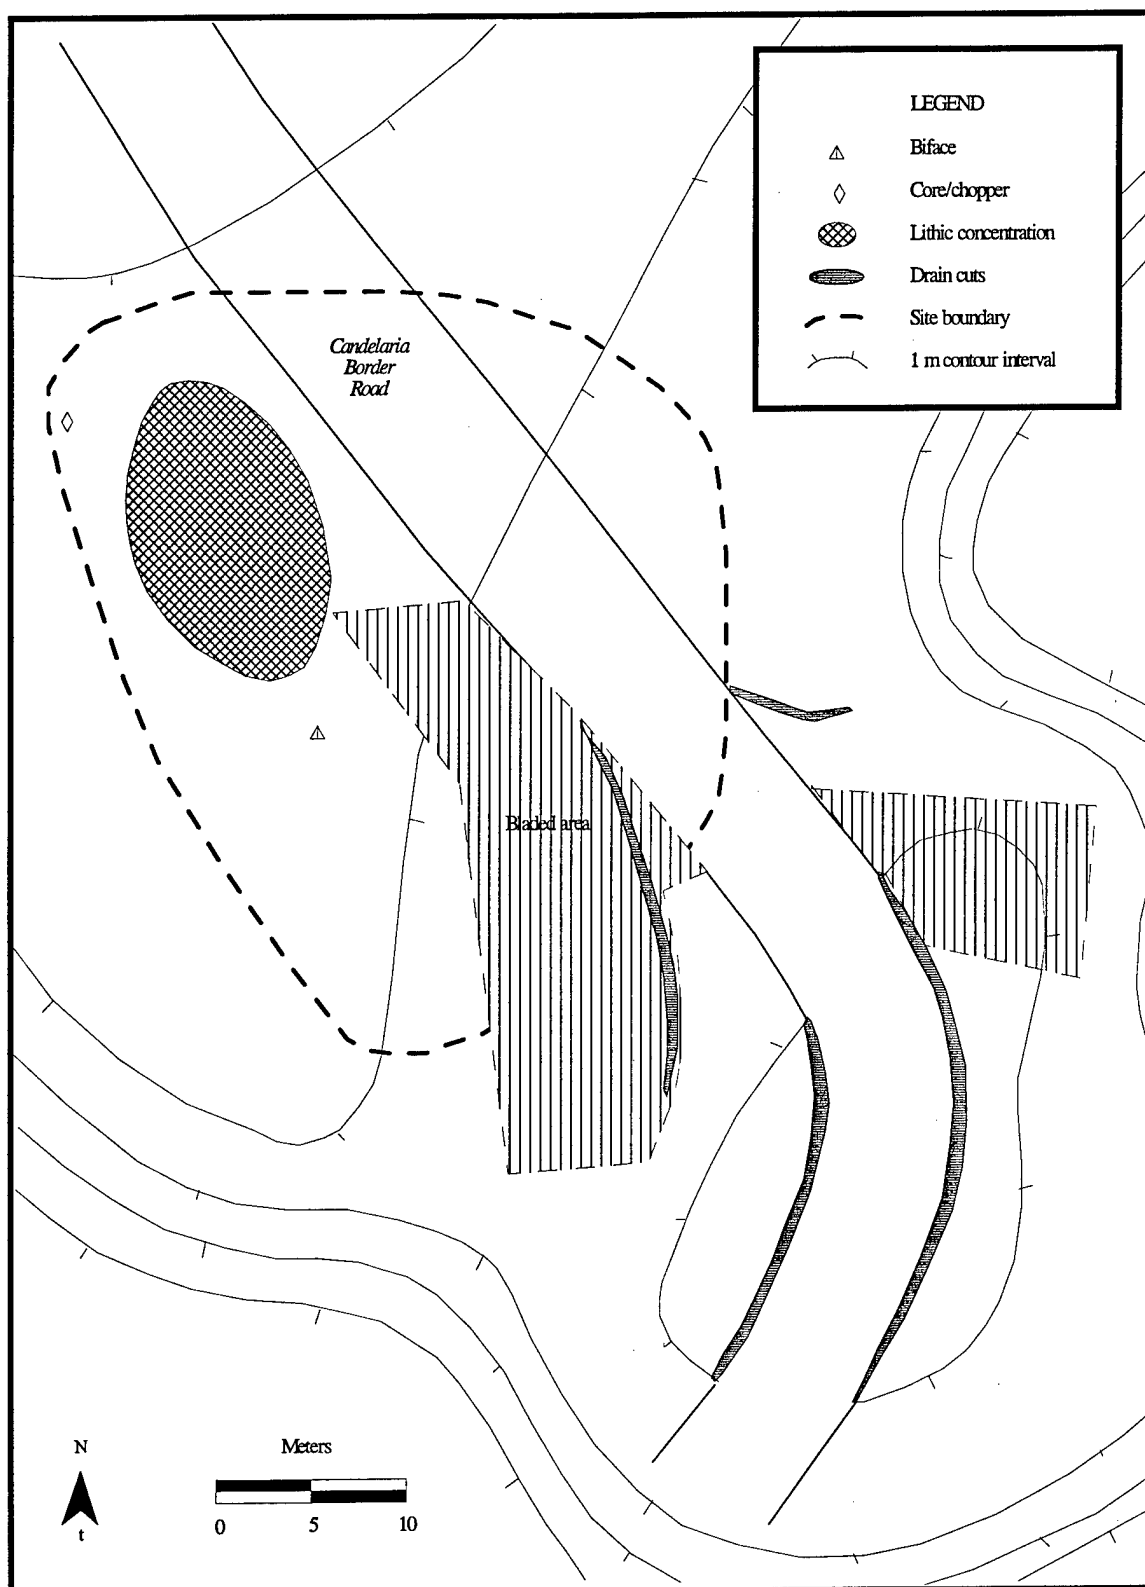 LEGEND
Biface
Core/chopper
Lithic concentration
Drain cuts
Site boundary
1 m contour interval
Candelaria
Border
Road
Bladed area
N
t
Meters
0 5 10